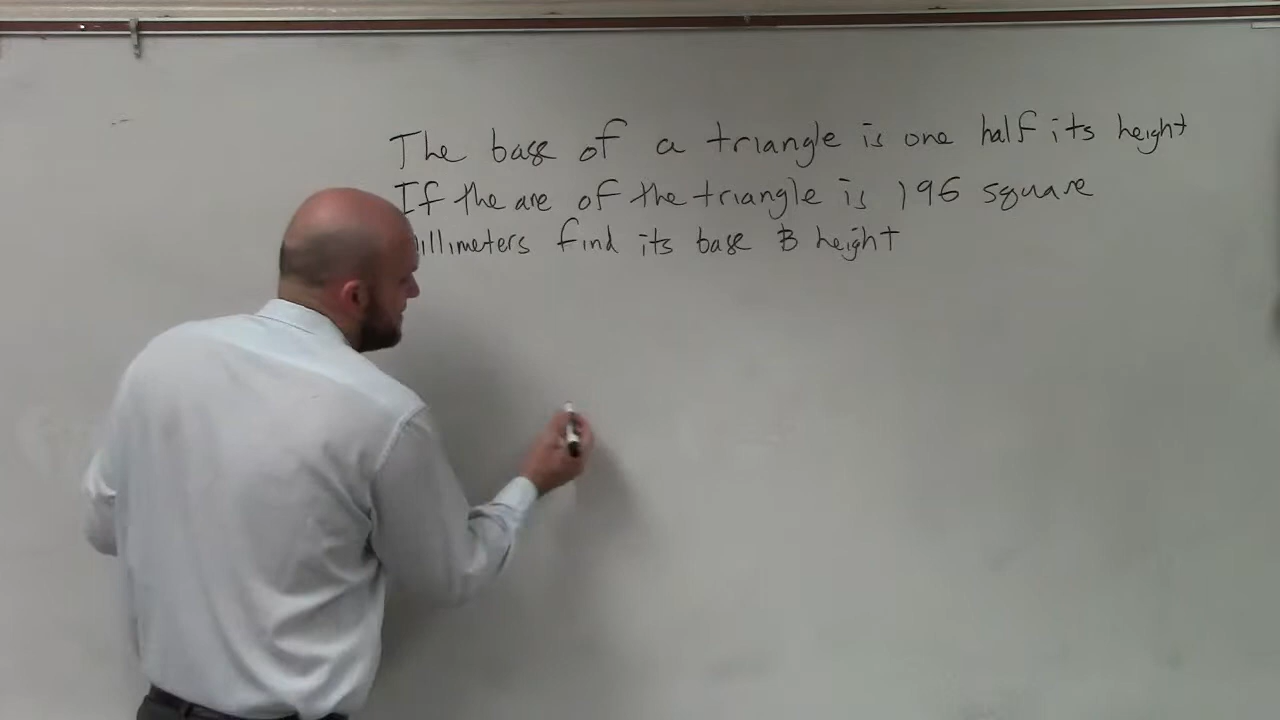 The base of a triangle is one half its height
If the are of the triangle is 196 square
illimeters find its base & height